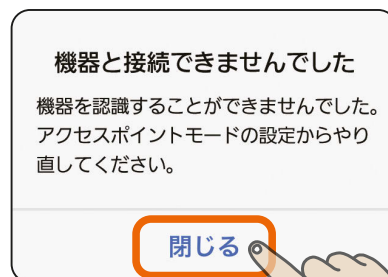 機器と接続できませんでした
機器を認識することができませんでした。
アクセスポイントモードの設定からやり
直してください。
閉じる